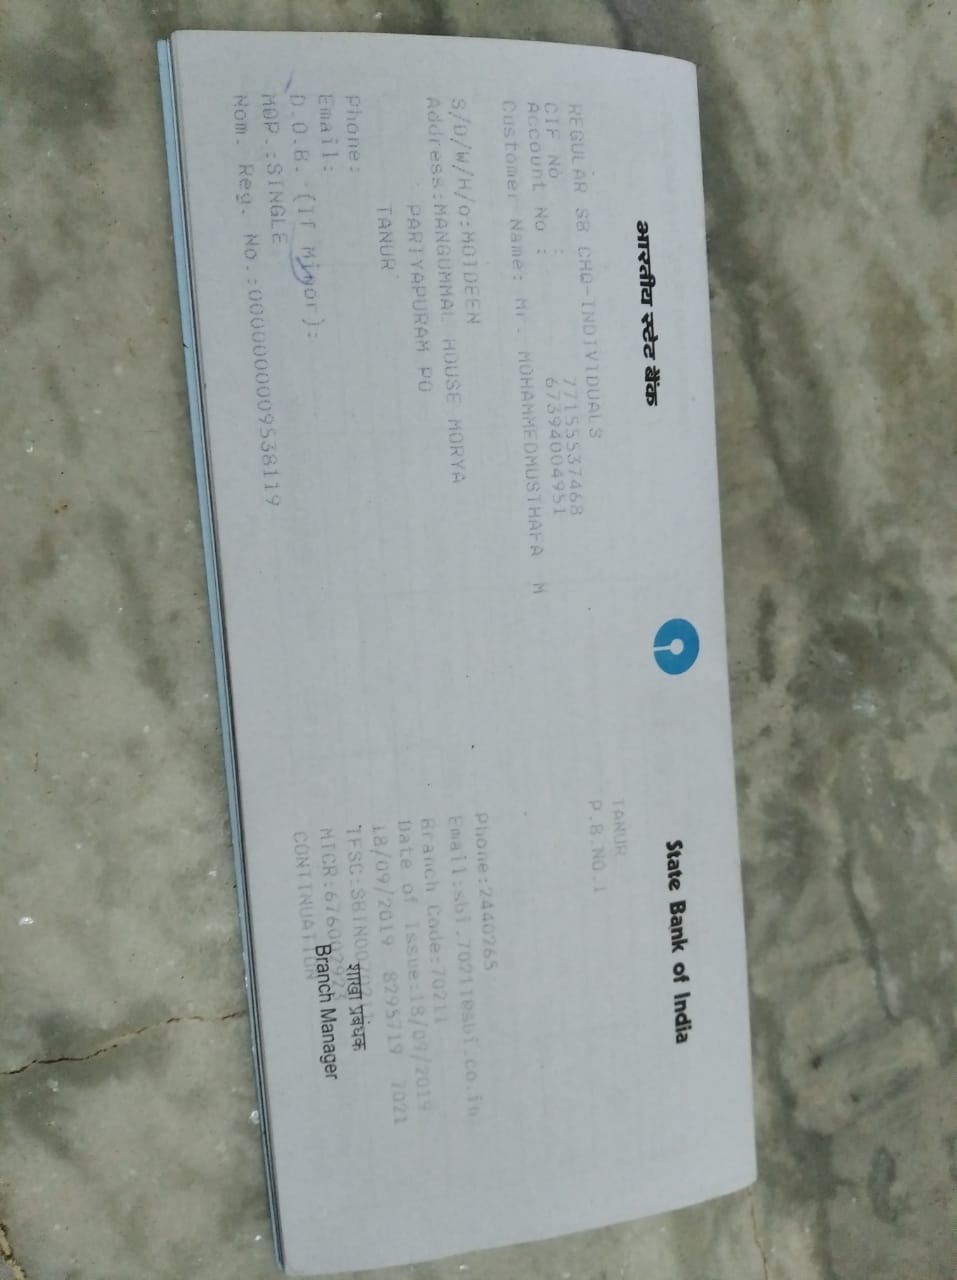 भारतीय स्टेट बैंक
State Bank of India
TANUR
P.B.NO.1
REGULAR SB CHQ-INDIVIDUALS
CIF No : 77155537468
Account No : 67394004951
Customer Name: Mr. MOHAMMEDMUSTHAFA M
S/D/W/H/o:MOIDEEN
Address:MANGUMMAL HOUSE MORYA
PARIYAPURAM PO
TANUR
Phone:
Email:
D.O.B. (If Minor):
MOP.:SINGLE
Nom. Reg. No.:0000000009538119
Phone:2440265
Email:sbi.70211@sbi.co.in
Branch Code:70211
Date of Issue:18/09/2019
18/09/2019 8295719 7021
IFSC:SBIN0070211
MICR:676002923
CONTINUATION
शाखा प्रबंधक
Branch Manager